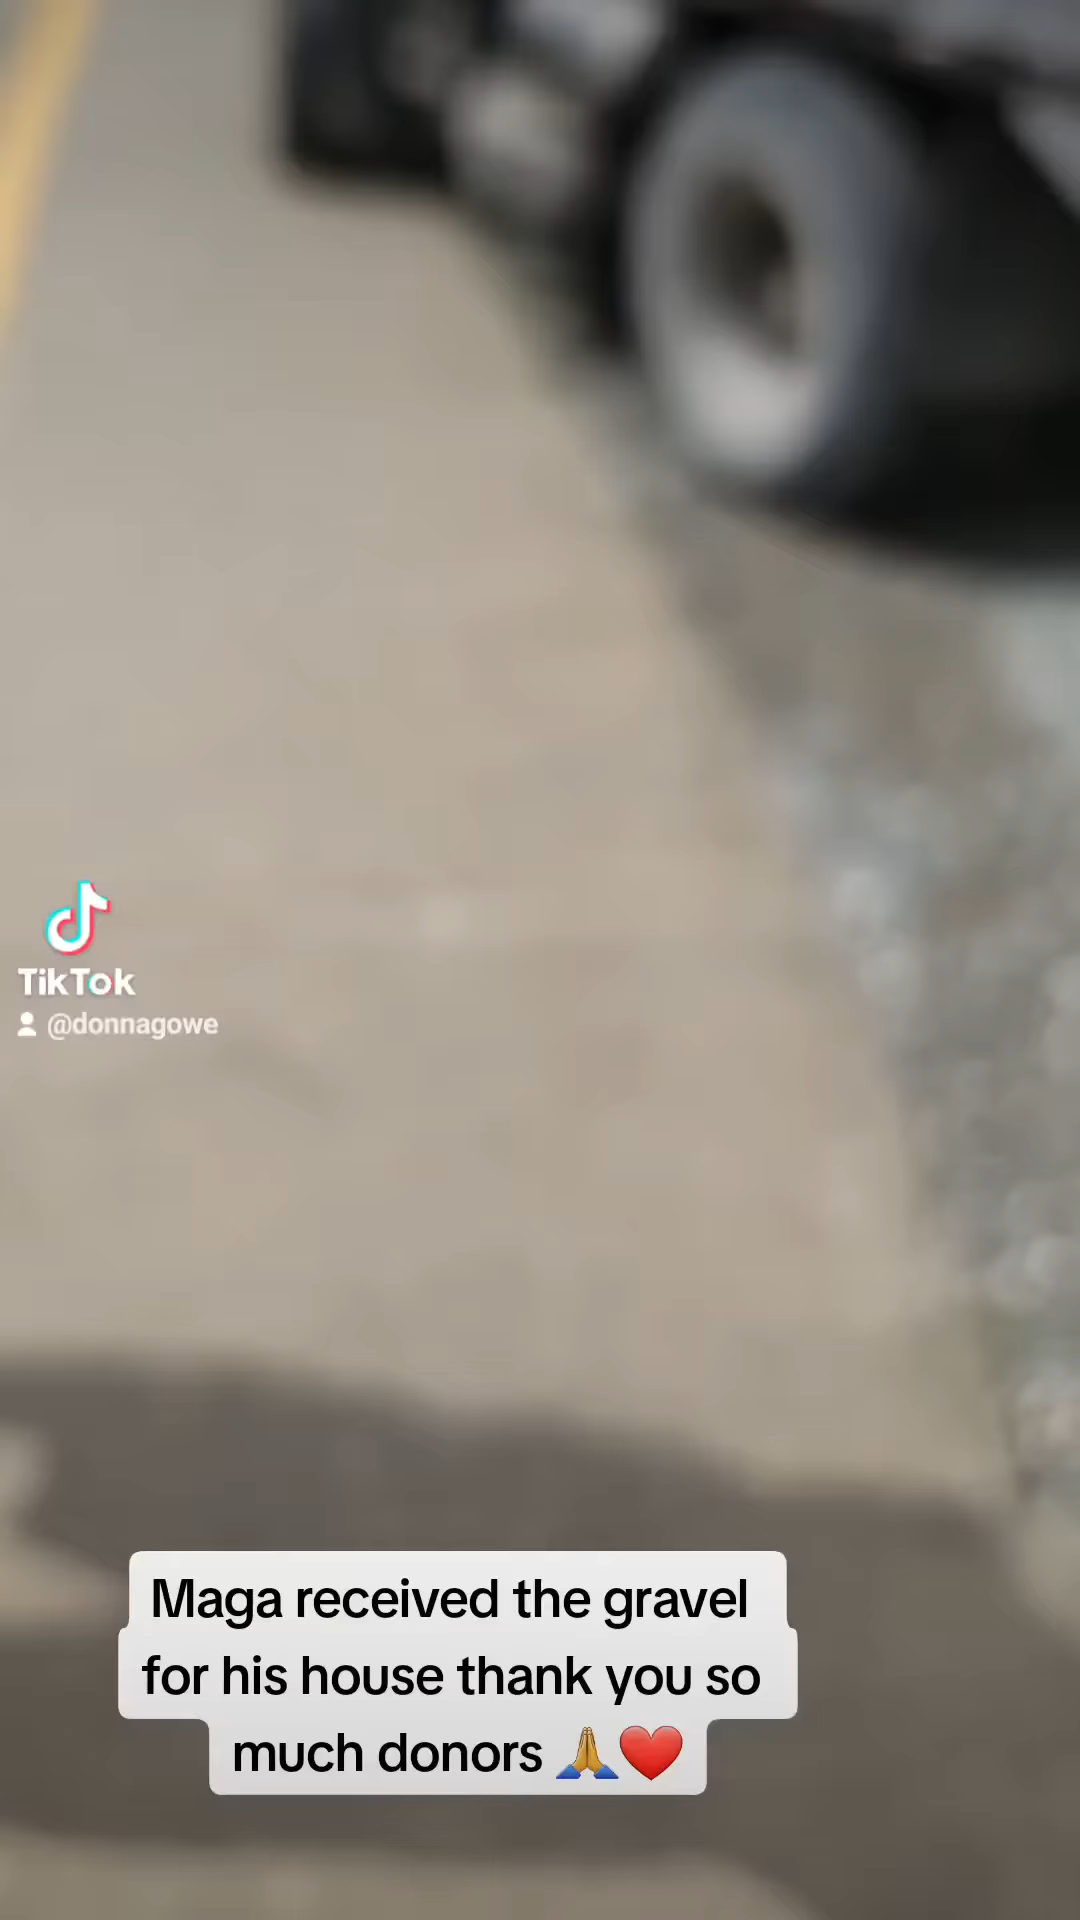 TikTok
@donnagowe
Maga received the gravel
for his house thank you so
much donors 🙏❤️